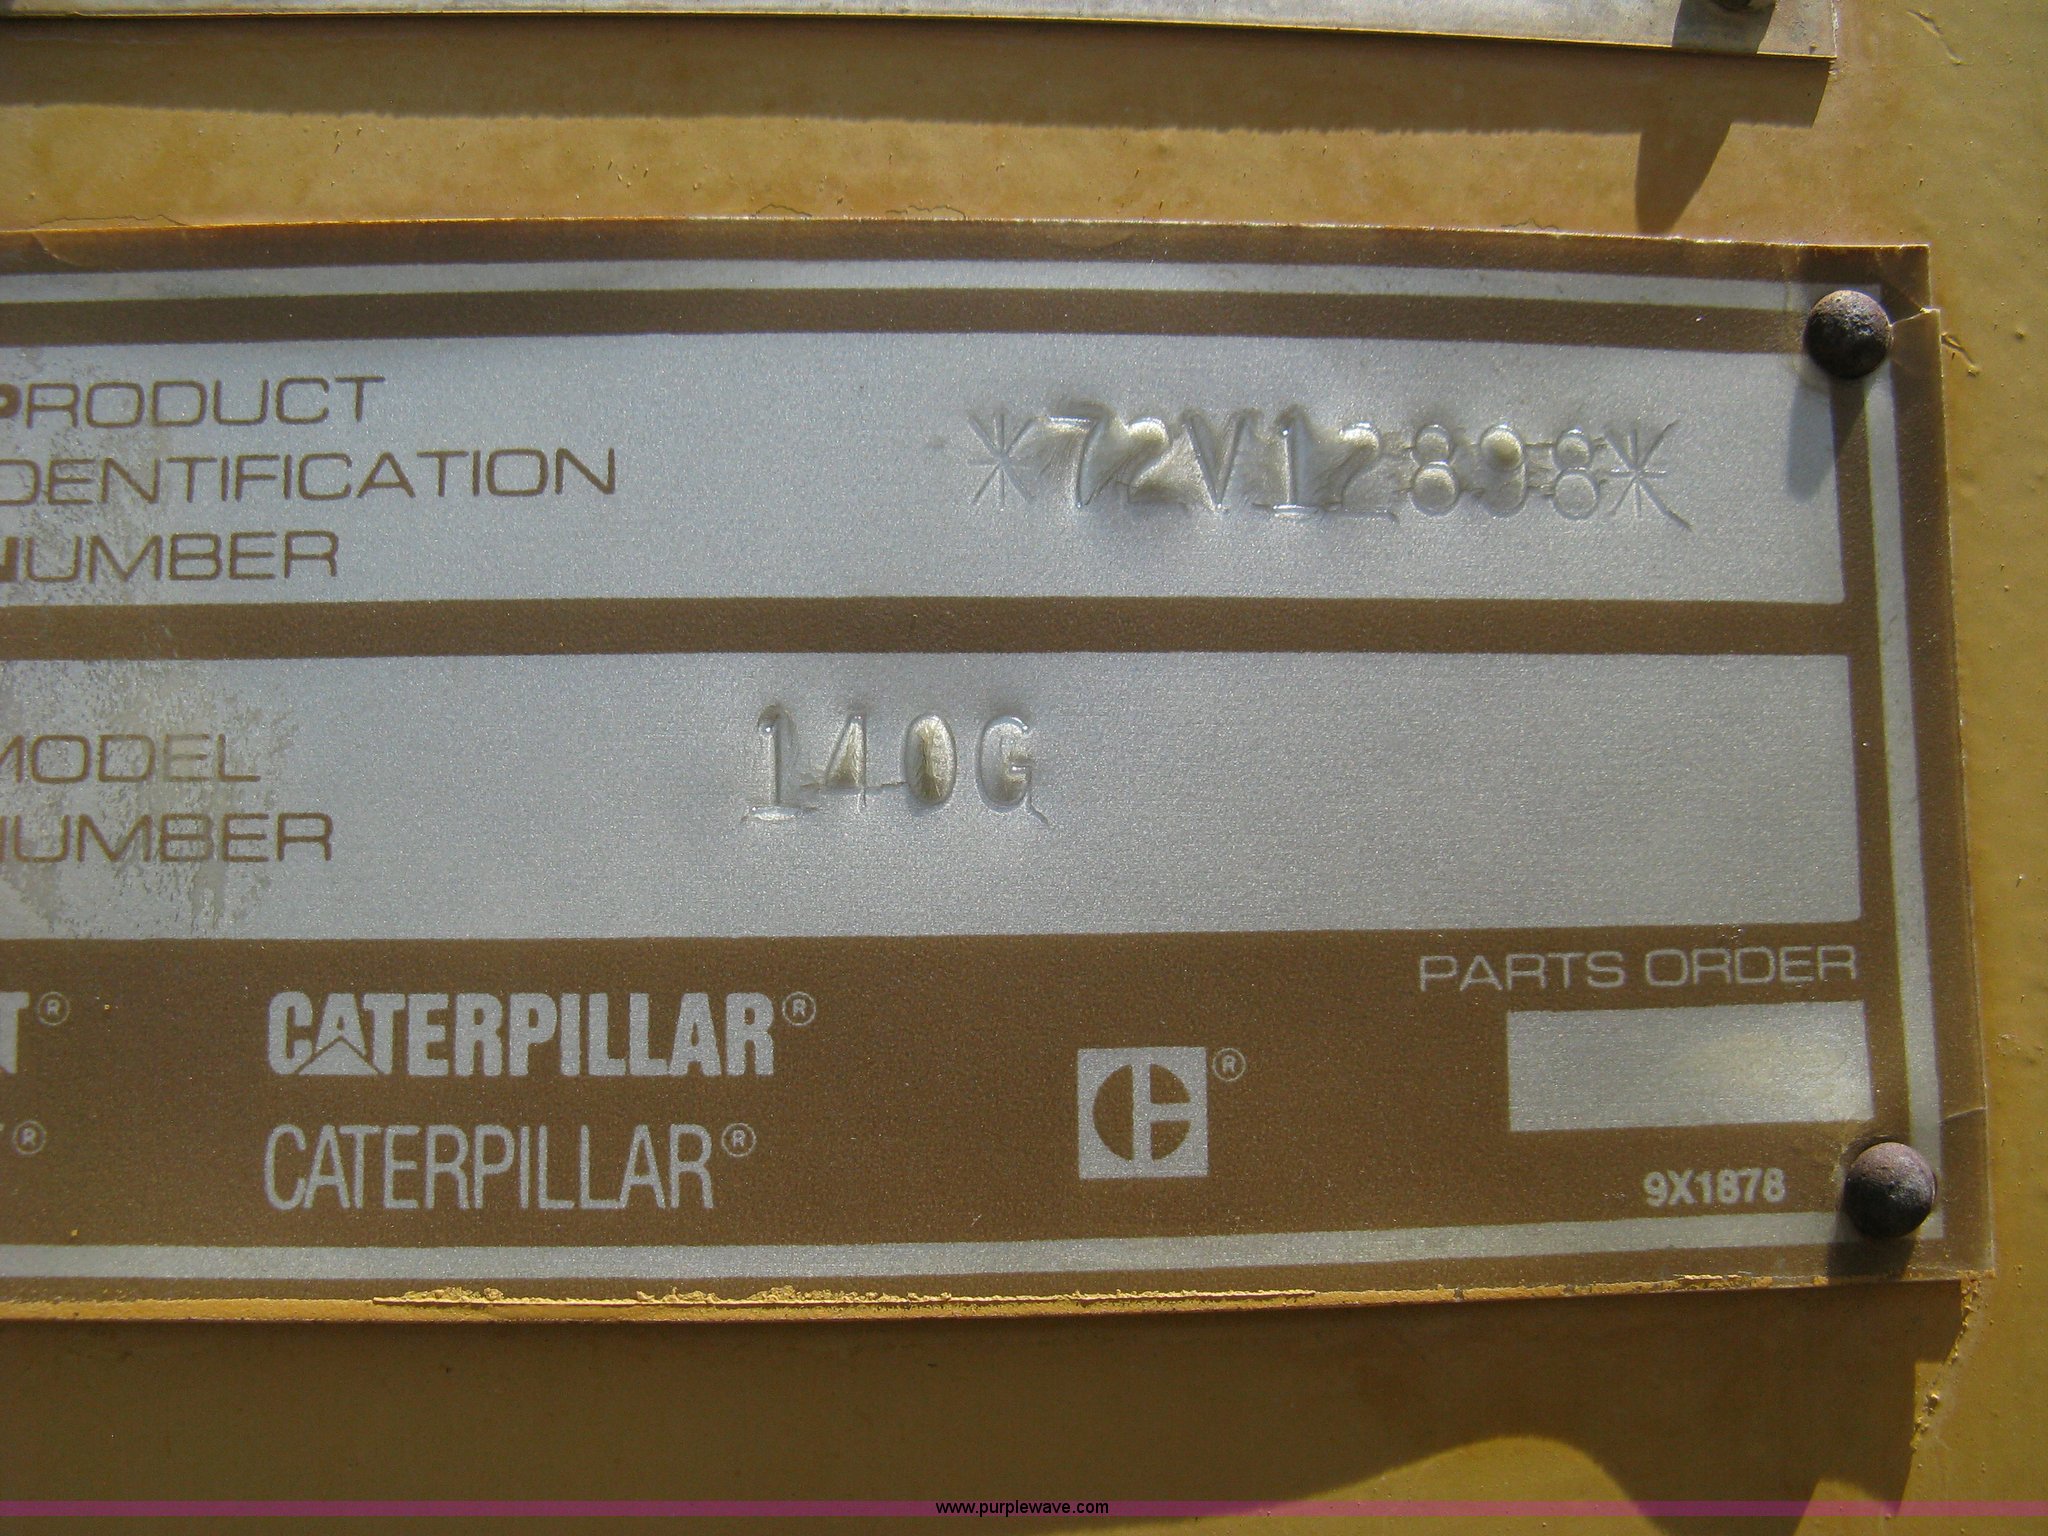 PRODUCT
IDENTIFICATION
NUMBER
*72V12898*
MODEL
NUMBER
140G
PARTS ORDER
CATERPILLAR®
®
CATERPILLAR®
9X1878
www.purplewave.com